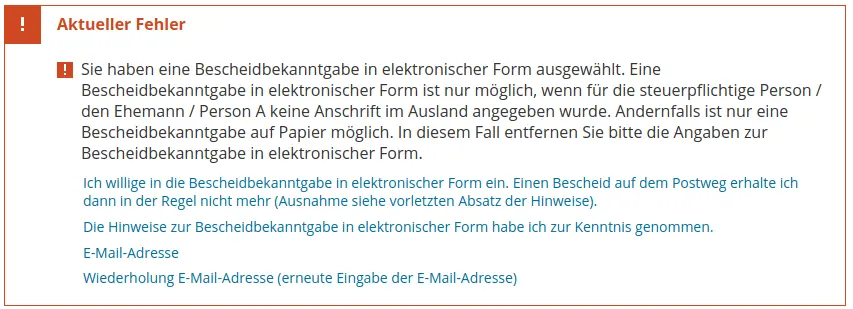 ! Aktueller Fehler
! Sie haben eine Bescheidbekanntgabe in elektronischer Form ausgewählt. Eine
Bescheidbekanntgabe in elektronischer Form ist nur möglich, wenn für die steuerpflichtige Person /
den Ehemann / Person A keine Anschrift im Ausland angegeben wurde. Andernfalls ist nur eine
Bescheidbekanntgabe auf Papier möglich. In diesem Fall entfernen Sie bitte die Angaben zur
Bescheidbekanntgabe in elektronischer Form.
Ich willige in die Bescheidbekanntgabe in elektronischer Form ein. Einen Bescheid auf dem Postweg erhalte ich
dann in der Regel nicht mehr (Ausnahme siehe vorletzten Absatz der Hinweise).
Die Hinweise zur Bescheidbekanntgabe in elektronischer Form habe ich zur Kenntnis genommen.
E-Mail-Adresse
Wiederholung E-Mail-Adresse (erneute Eingabe der E-Mail-Adresse)